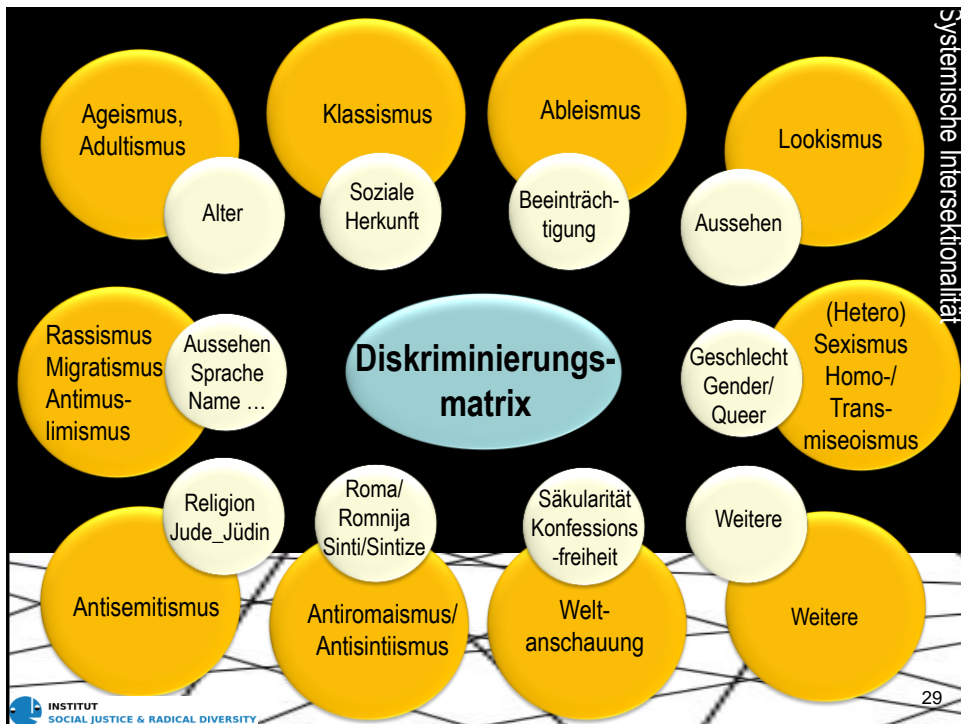 Systemische Intersektionalität
Ageismus,
Adultismus
Alter
Klassismus
Soziale
Herkunft
Ableismus
Beeinträch-
tigung
Lookismus
Aussehen
Rassismus
Migratismus
Antimus-
limismus
Aussehen
Sprache
Name …
Diskriminierungs-
matrix
Geschlecht
Gender/
Queer
(Hetero)
Sexismus
Homo-/
Trans-
miseoismus
Religion
Jude_Jüdin
Antisemitismus
Roma/
Romnija
Sinti/Sintize
Antiromaismus/
Antisintiismus
Säkularität
Konfessions
-freiheit
Welt-
anschauung
Weitere
Weitere
INSTITUT
SOCIAL JUSTICE & RADICAL DIVERSITY
29